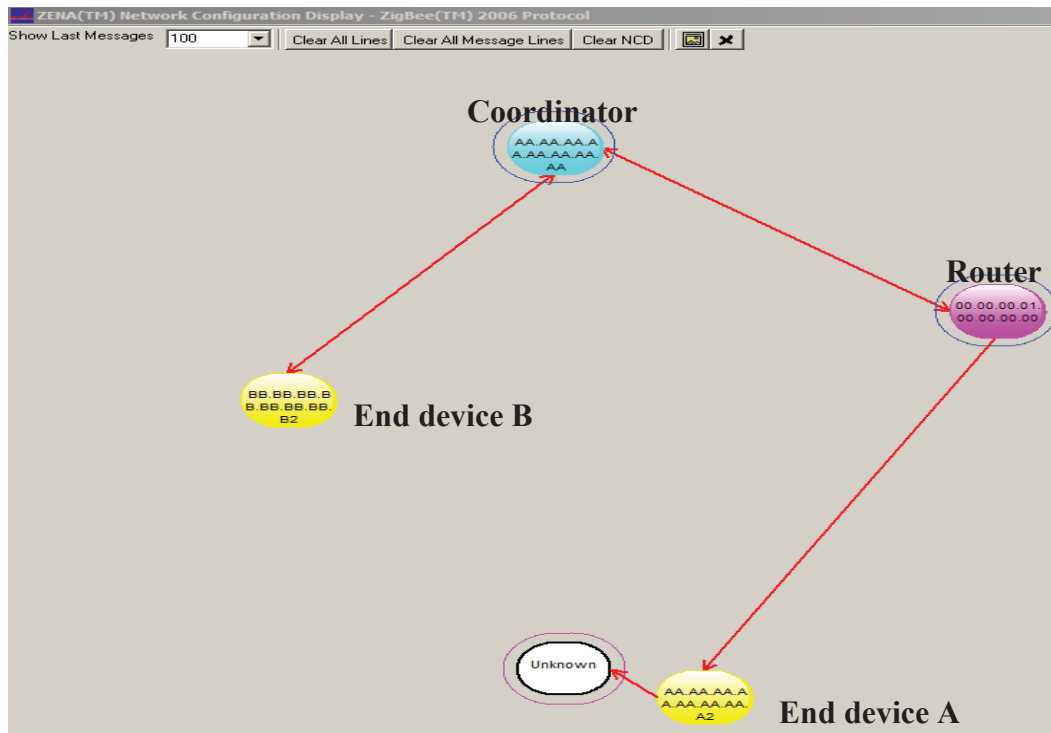 ZENA(TM) Network Configuration Display - ZigBee(TM) 2006 Protocol
Show Last Messages 100 Clear All Lines Clear All Message Lines Clear NCD
Coordinator
AA.AA.AA.A
A.AA.AA.AA.
AA
Router
00.00.00.01.
00.00.00.00
BB.BB.BB.B
B.BB.BB.BB.
B2
End device B
Unknown
AA.AA.AA.A
A.AA.AA.AA.
A2
End device A